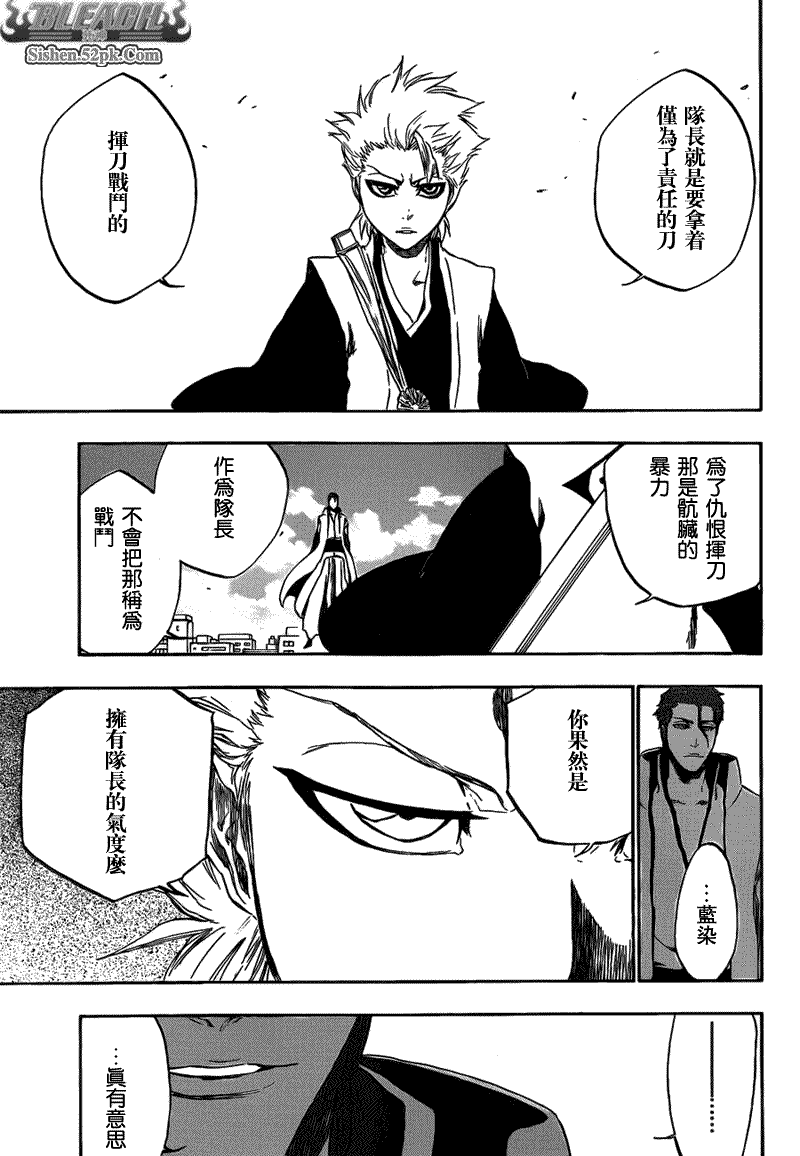 BLEACH
Sishen.52pk.Com
隊長就是要拿着
僅為了責任的刀
揮刀戰鬥的
為了仇恨揮刀
那是骯臟的
暴力
作為隊長
不會把那稱為
戰鬥
…藍染
你果然是
擁有隊長的氣度麼
…真有意思